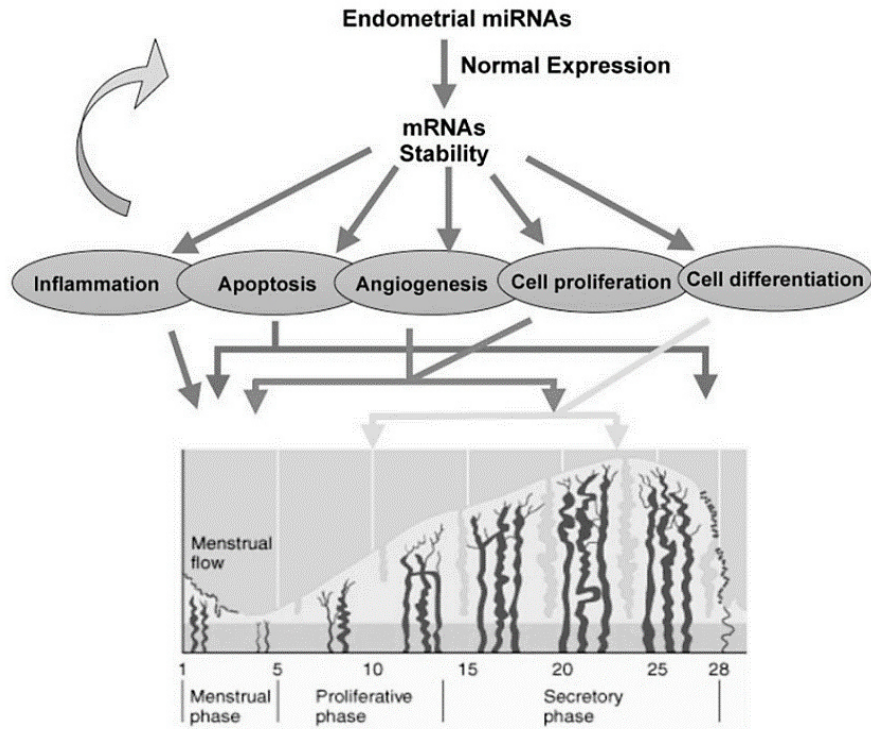 Endometrial miRNAs
Normal Expression
mRNAs
Stability
Inflammation Apoptosis Angiogenesis Cell proliferation Cell differentiation
Menstrual
flow
1 5 10 15 20 25 28
Menstrual
phase
Proliferative
phase
Secretory
phase